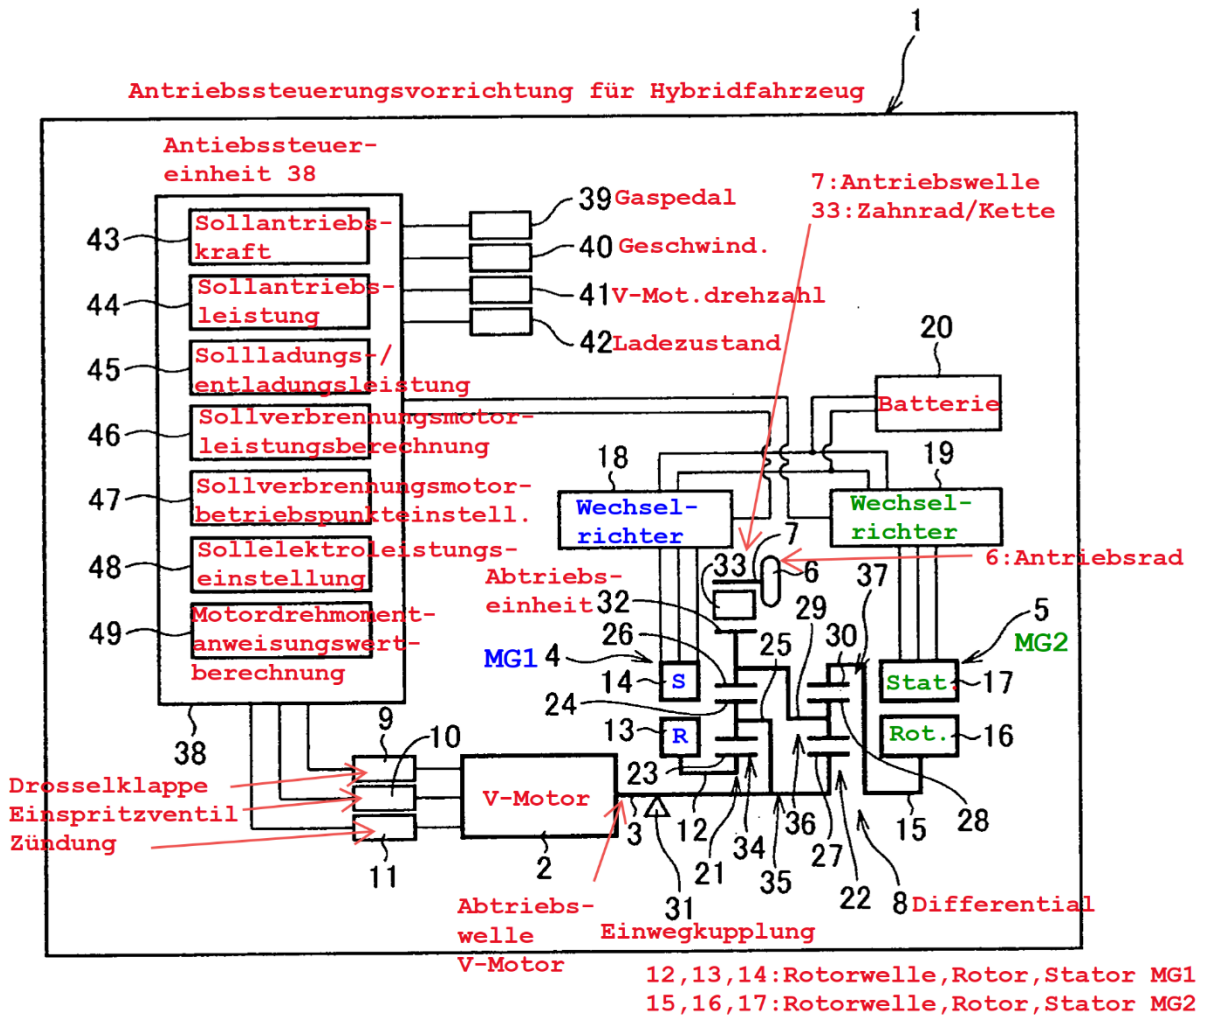 1
Antriebssteuerungsvorrichtung für Hybridfahrzeug
Antiebssteuer-
einheit 38
7:Antriebswelle
33:Zahnrad/Kette
43
Sollantriebs-
kraft
39 Gaspedal
40 Geschwind.
44
Sollantriebs-
leistung
41 V-Mot.drehzahl
42 Ladezustand
45
Sollladungs-/
entladungsleistung
20
Batterie
46
Sollverbrennungsmotor-
leistungsberechnung
18
Wechsel-
richter
19
Wechsel-
richter
47
Sollverbrennungsmotor-
betriebspunkteinstell.
48
Sollelektroleistungs-
einstellung
33
7
6
6:Antriebsrad
37
Abtriebs-
einheit 32
49
Motordrehmoment-
anweisungswert-
berechnung
26
25
29
30
5
MG2
MG1 4
14
S
24
Stat.
17
13
R
23
Rot.
16
38
9
10
Drosselklappe
Einspritzventil
Zündung
11
V-Motor
2
3
12
21
34
35
36
27
22
15
28
8 Differential
31
Abtriebs-
welle
V-Motor
Einwegkupplung
12,13,14:Rotorwelle,Rotor,Stator MG1
15,16,17:Rotorwelle,Rotor,Stator MG2